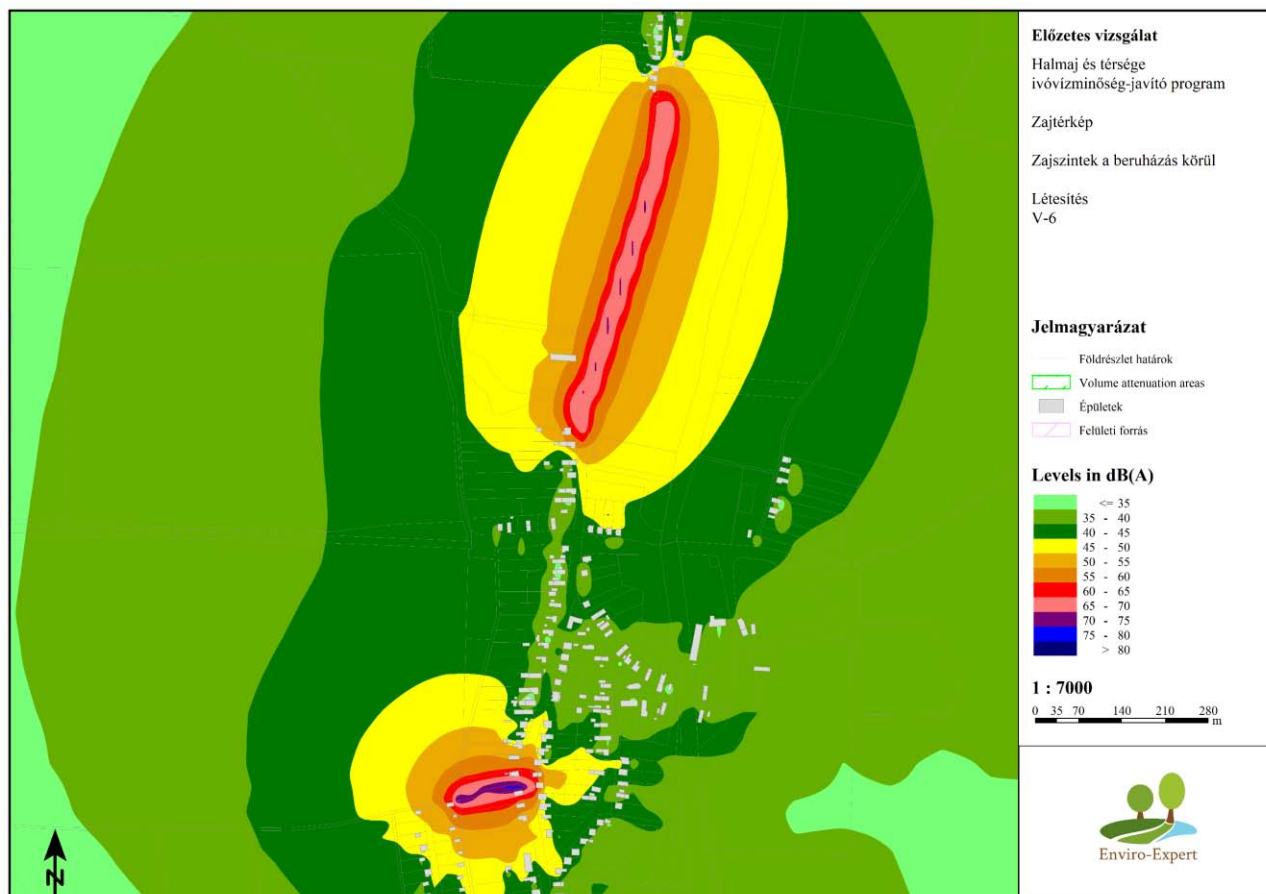 Előzetes vizsgálat
Halmaj és térsége
ivóvízminőség-javító program
Zajtérkép
Zajszintek a beruházás körül
Létesítés
V-6
Jelmagyarázat
Földrészlet határok
Volume attenuation areas
Épületek
Felületi forrás
Levels in dB(A)
<= 35
35 - 40
40 - 45
45 - 50
50 - 55
55 - 60
60 - 65
65 - 70
70 - 75
75 - 80
> 80
1 : 7000
0 35 70 140 210 280
m
Enviro-Expert
N